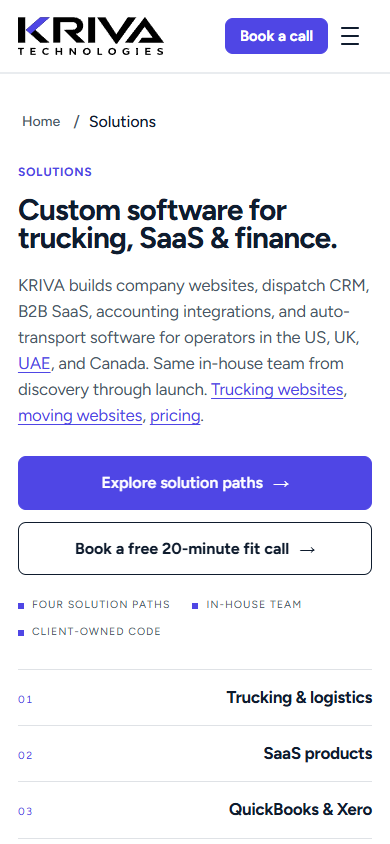 KRIVA
TECHNOLOGIES
Book a call
Home / Solutions
SOLUTIONS
Custom software for
trucking, SaaS & finance.
KRIVA builds company websites, dispatch CRM,
B2B SaaS, accounting integrations, and auto-
transport software for operators in the US, UK,
UAE, and Canada. Same in-house team from
discovery through launch. Trucking websites,
moving websites, pricing.
Explore solution paths →
Book a free 20-minute fit call →
FOUR SOLUTION PATHS
IN-HOUSE TEAM
CLIENT-OWNED CODE
01 Trucking & logistics
02 SaaS products
03 QuickBooks & Xero